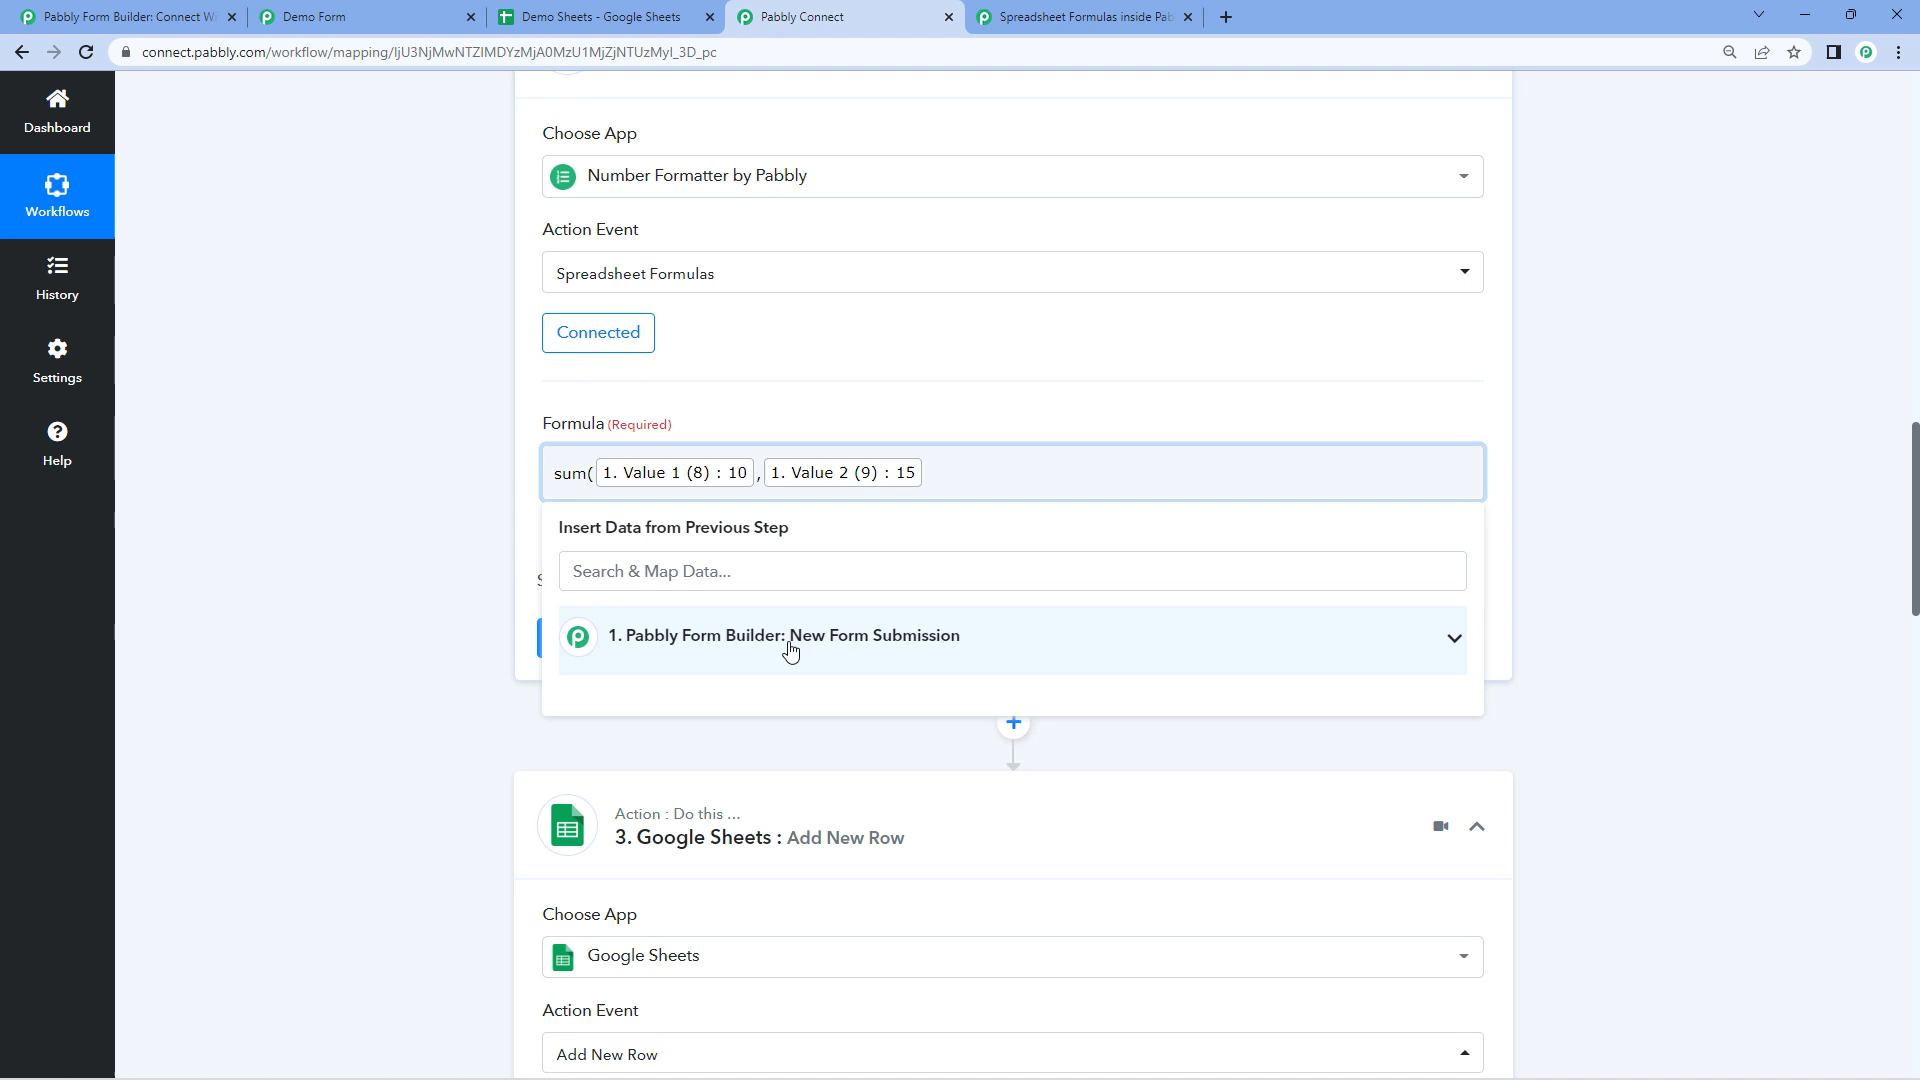 Pabbly Form Builder: Connect Wi
Demo Form
Demo Sheets - Google Sheets
Pabbly Connect
Spreadsheet Formulas inside Pab
connect.pabbly.com/workflow/mapping/IjU3NjMwNTZlMDYzMjA0MzU1MjZjNTUzMyI_3D_pc
Dashboard
Workflows
History
Settings
Help
Choose App
Number Formatter by Pabbly
Action Event
Spreadsheet Formulas
Connected
Formula (Required)
sum( 1. Value 1 (8) : 10 , 1. Value 2 (9) : 15
Insert Data from Previous Step
Search & Map Data...
1. Pabbly Form Builder: New Form Submission
Action : Do this ...
3. Google Sheets : Add New Row
Choose App
Google Sheets
Action Event
Add New Row